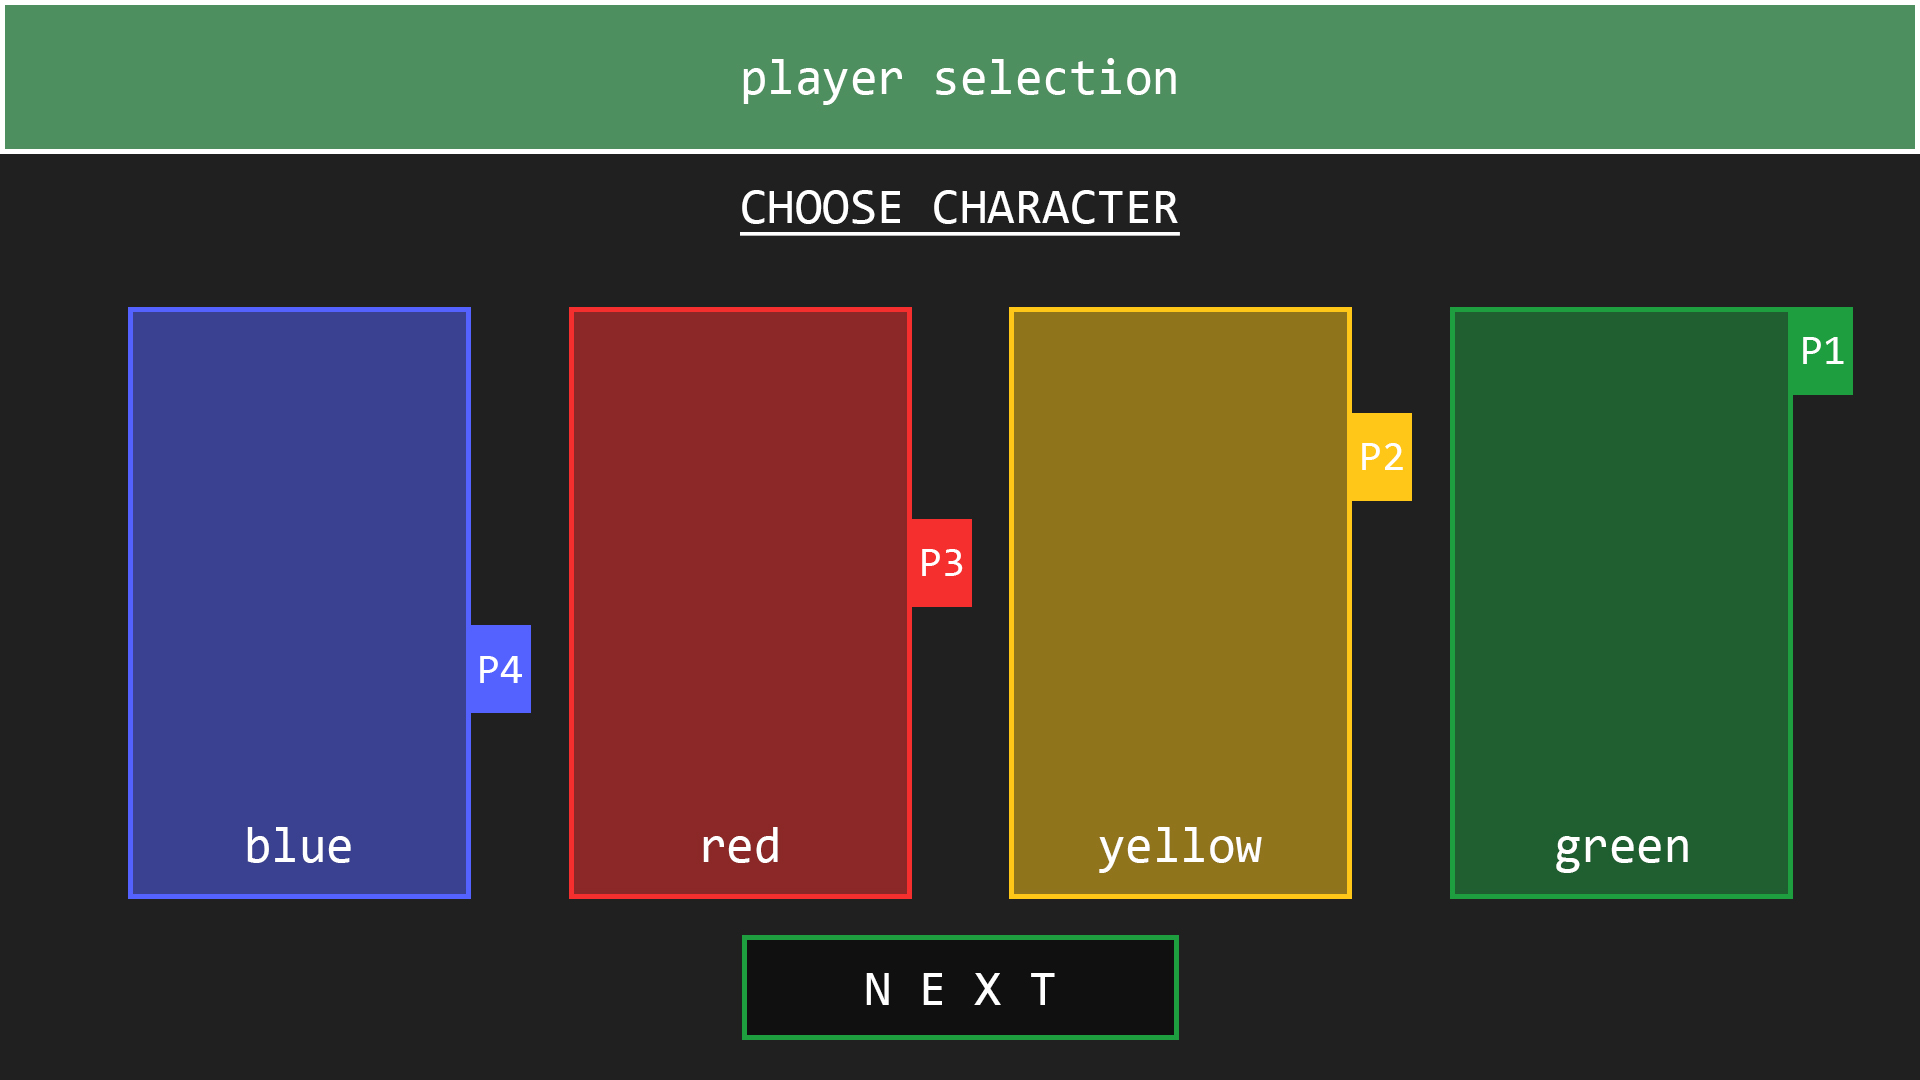 player selection
CHOOSE CHARACTER
P1
P2
P3
P4
blue
red
yellow
green
N E X T